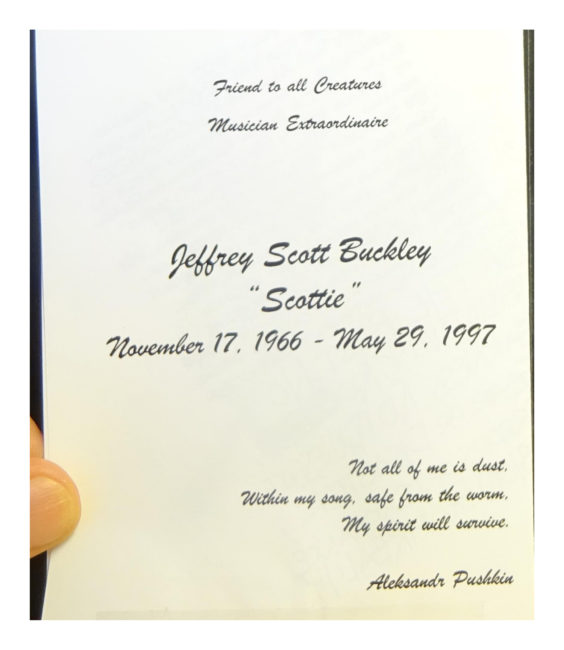 Friend to all Creatures
Musician Extraordinaire
Jeffrey Scott Buckley
"Scottie"
November 17, 1966 - May 29, 1997
Not all of me is dust,
Within my song, safe from the worm,
My spirit will survive.
Aleksandr Pushkin